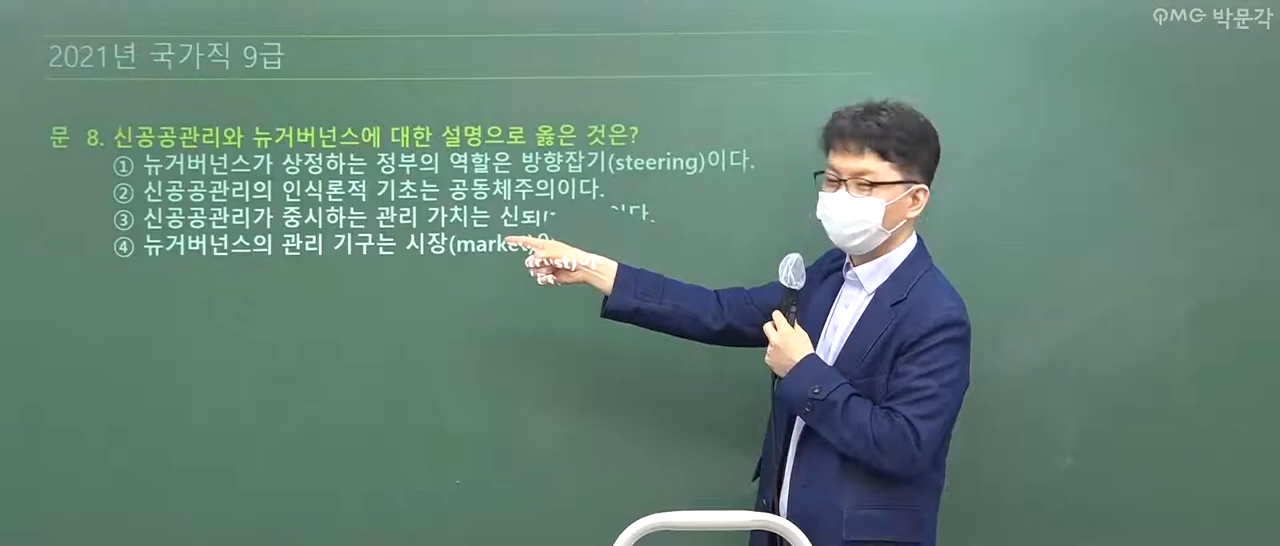 PMG 박문각
2021년 국가직 9급
문 8. 신공공관리와 뉴거버넌스에 대한 설명으로 옳은 것은?
① 뉴거버넌스가 상정하는 정부의 역할은 방향잡기(steering)이다.
② 신공공관리의 인식론적 기초는 공동체주의이다.
③ 신공공관리가 중시하는 관리 가치는
④ 뉴거버넌스의 관리 기구는 시장(market)